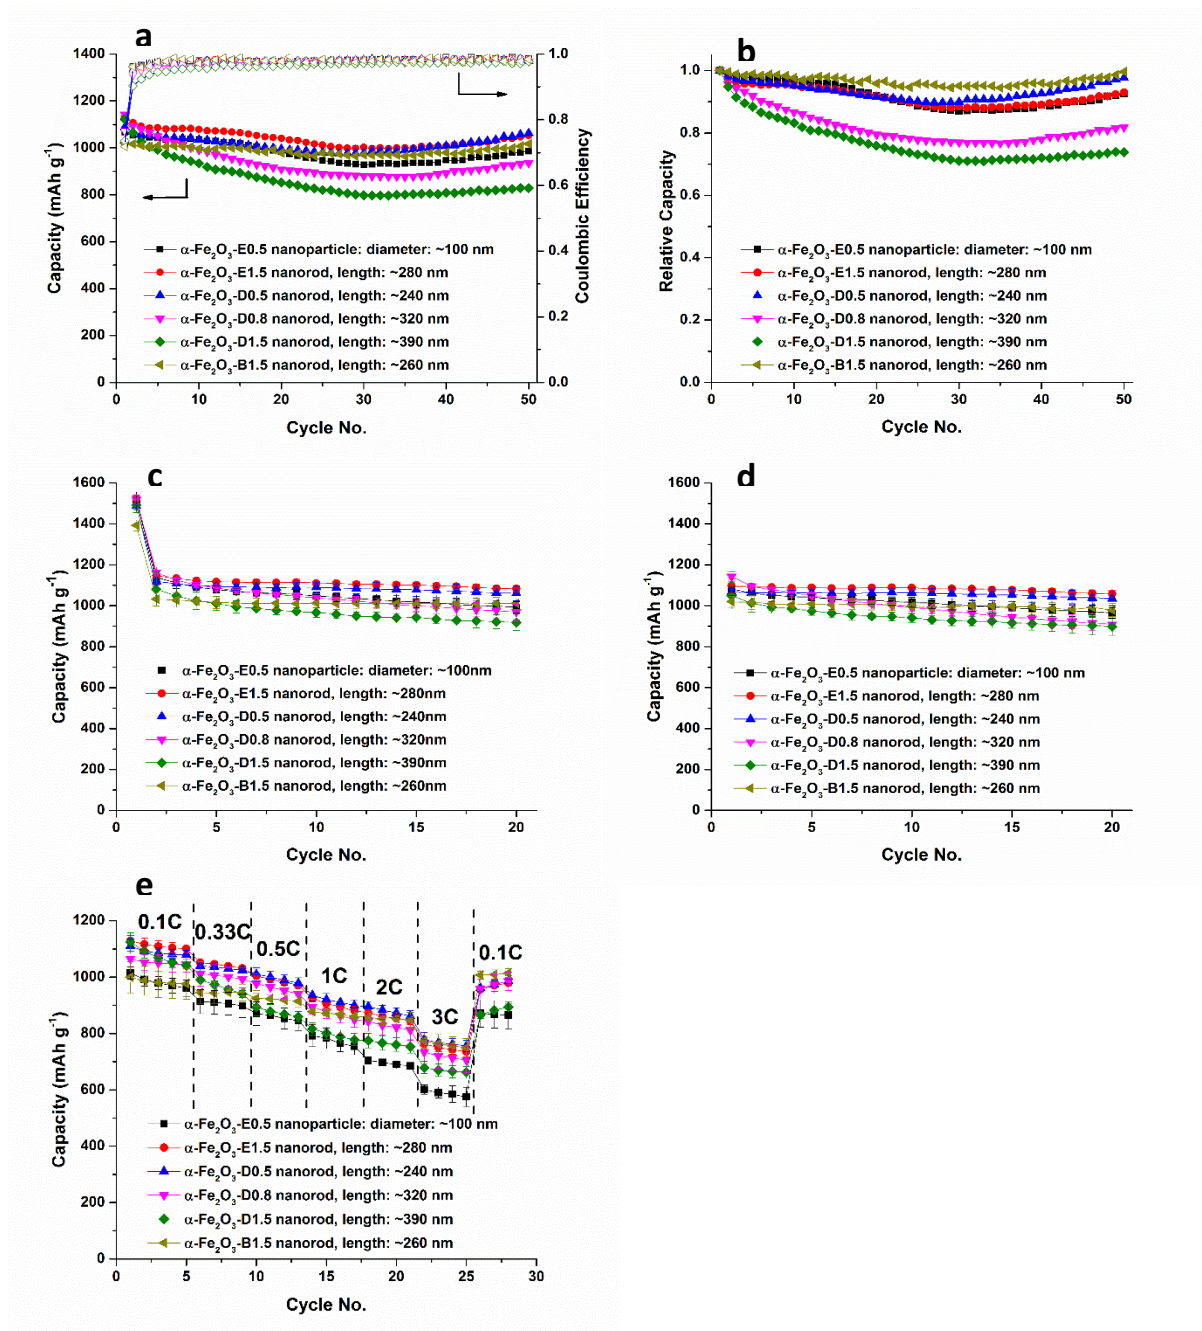 a
1400
1200
1000
800
600
400
200
0
Capacity (mAh g⁻¹)
1.0
0.8
0.6
0.4
0.2
0.0
Coulombic Efficiency
α-Fe₂O₃-E0.5 nanoparticle: diameter: ~100 nm
α-Fe₂O₃-E1.5 nanorod, length: ~280 nm
α-Fe₂O₃-D0.5 nanorod, length: ~240 nm
α-Fe₂O₃-D0.8 nanorod, length: ~320 nm
α-Fe₂O₃-D1.5 nanorod, length: ~390 nm
α-Fe₂O₃-B1.5 nanorod, length: ~260 nm
0 10 20 30 40 50
Cycle No.
b
1.0
0.8
0.6
0.4
0.2
0.0
Relative Capacity
α-Fe₂O₃-E0.5 nanoparticle: diameter: ~100 nm
α-Fe₂O₃-E1.5 nanorod, length: ~280 nm
α-Fe₂O₃-D0.5 nanorod, length: ~240 nm
α-Fe₂O₃-D0.8 nanorod, length: ~320 nm
α-Fe₂O₃-D1.5 nanorod, length: ~390 nm
α-Fe₂O₃-B1.5 nanorod, length: ~260 nm
0 10 20 30 40 50
Cycle No.
c
1600
1400
1200
1000
800
600
400
200
0
Capacity (mAh g⁻¹)
α-Fe₂O₃-E0.5 nanoparticle: diameter: ~100nm
α-Fe₂O₃-E1.5 nanorod, length: ~280nm
α-Fe₂O₃-D0.5 nanorod, length: ~240nm
α-Fe₂O₃-D0.8 nanorod, length: ~320nm
α-Fe₂O₃-D1.5 nanorod, length: ~390nm
α-Fe₂O₃-B1.5 nanorod, length: ~260nm
0 5 10 15 20
Cycle No.
d
1600
1400
1200
1000
800
600
400
200
0
Capacity (mAh g⁻¹)
α-Fe₂O₃-E0.5 nanoparticle: diameter: ~100 nm
α-Fe₂O₃-E1.5 nanorod, length: ~280 nm
α-Fe₂O₃-D0.5 nanorod, length: ~240 nm
α-Fe₂O₃-D0.8 nanorod, length: ~320 nm
α-Fe₂O₃-D1.5 nanorod, length: ~390 nm
α-Fe₂O₃-B1.5 nanorod, length: ~260 nm
0 5 10 15 20
Cycle No.
e
1200
1000
800
600
400
200
0
Capacity (mAh g⁻¹)
0.1C 0.33C 0.5C 1C 2C 3C 0.1C
α-Fe₂O₃-E0.5 nanoparticle: diameter: ~100 nm
α-Fe₂O₃-E1.5 nanorod, length: ~280 nm
α-Fe₂O₃-D0.5 nanorod, length: ~240 nm
α-Fe₂O₃-D0.8 nanorod, length: ~320 nm
α-Fe₂O₃-D1.5 nanorod, length: ~390 nm
α-Fe₂O₃-B1.5 nanorod, length: ~260 nm
0 5 10 15 20 25 30
Cycle No.